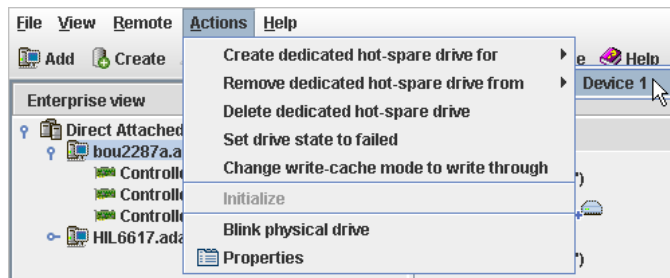 File View Remote Actions Help
Add Create e Help
Create dedicated hot-spare drive for
Remove dedicated hot-spare drive from Device 1
Enterprise view
Delete dedicated hot-spare drive
Direct Attached
Set drive state to failed
bou2287a.a
Change write-cache mode to write through
Controlle
")
Controlle
Initialize
Controlle
Blink physical drive
HIL6617.ada
Properties
")